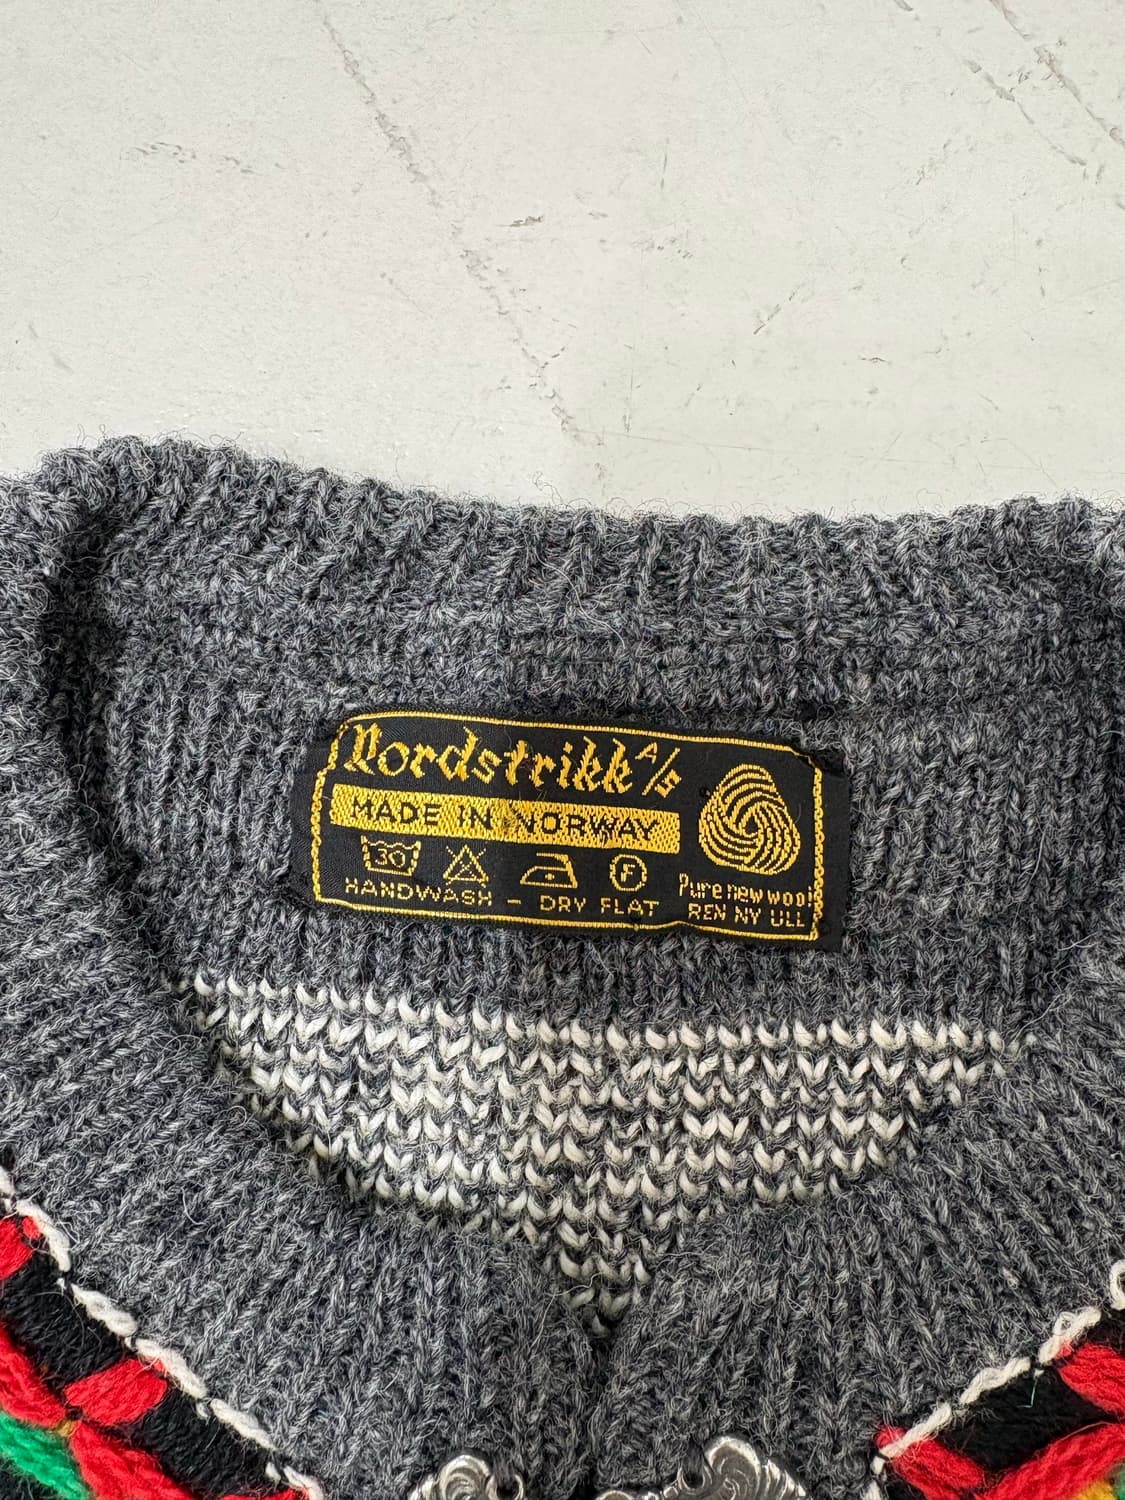 Nordstrikk A/S
MADE IN NORWAY
30 F
HANDWASH - DRY FLAT
Pure new wool
REN NY ULL